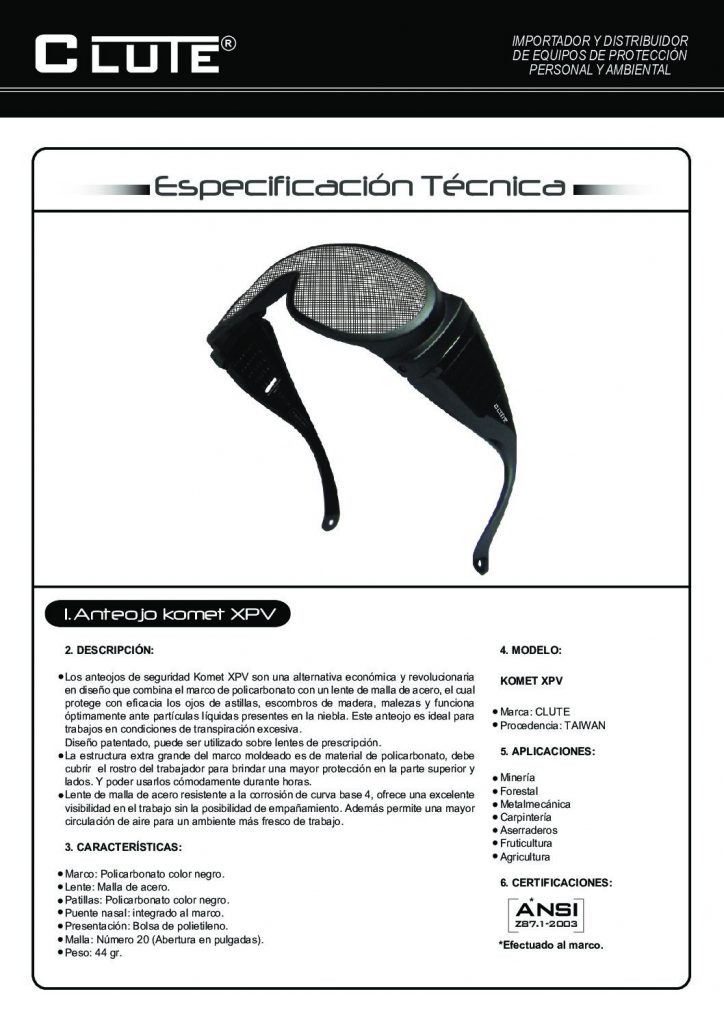 CLUTE®
IMPORTADOR Y DISTRIBUIDOR
DE EQUIPOS DE PROTECCIÓN
PERSONAL Y AMBIENTAL
Especificación Técnica
CLUTE
1. Anteojo komet XPV
2. DESCRIPCIÓN:
●Los anteojos de seguridad Komet XPV son una alternativa económica y revolucionaria
en diseño que combina el marco de policarbonato con un lente de malla de acero, el cual
protege con eficacia los ojos de astillas, escombros de madera, malezas y funciona
óptimamente ante partículas líquidas presentes en la niebla. Este anteojo es ideal para
trabajos en condiciones de transpiración excesiva.
Diseño patentado, puede ser utilizado sobre lentes de prescripción.
●La estructura extra grande del marco moldeado es de material de policarbonato, debe
cubrir el rostro del trabajador para brindar una mayor protección en la parte superior y
lados. Y poder usarlos cómodamente durante horas.
●Lente de malla de acero resistente a la corrosión de curva base 4, ofrece una excelente
visibilidad en el trabajo sin la posibilidad de empañamiento. Además permite una mayor
circulación de aire para un ambiente más fresco de trabajo.
3. CARACTERÍSTICAS:
●Marco: Policarbonato color negro.
●Lente: Malla de acero.
●Patillas: Policarbonato color negro.
●Puente nasal: integrado al marco.
●Presentación: Bolsa de polietileno.
●Malla: Número 20 (Abertura en pulgadas).
●Peso: 44 gr.
4. MODELO:
KOMET XPV
●Marca: CLUTE
●Procedencia: TAIWAN
5. APLICACIONES:
●Minería
●Forestal
●Metalmecánica
●Carpintería
●Aserraderos
●Fruticultura
●Agricultura
6. CERTIFICACIONES:
ANSI
Z87.1-2003
*Efectuado al marco.